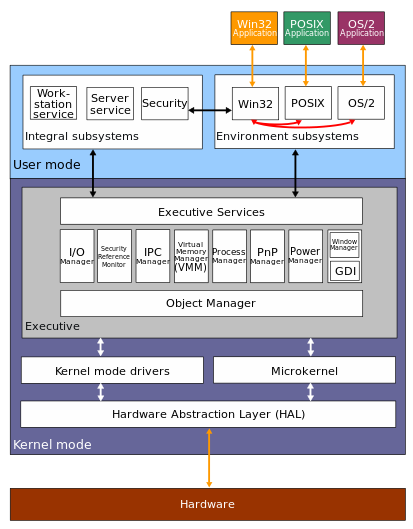 Win32
Application
POSIX
Application
OS/2
Application
Work-
station
service
Server
service
Security
Integral subsystems
Win32
POSIX
OS/2
Environment subsystems
User mode
Executive Services
I/O
Manager
Security
Reference
Monitor
IPC
Manager
Virtual
Memory
Manager
(VMM)
Process
Manager
PnP
Manager
Power
Manager
Window
Manager
GDI
Object Manager
Executive
Kernel mode drivers
Microkernel
Hardware Abstraction Layer (HAL)
Kernel mode
Hardware